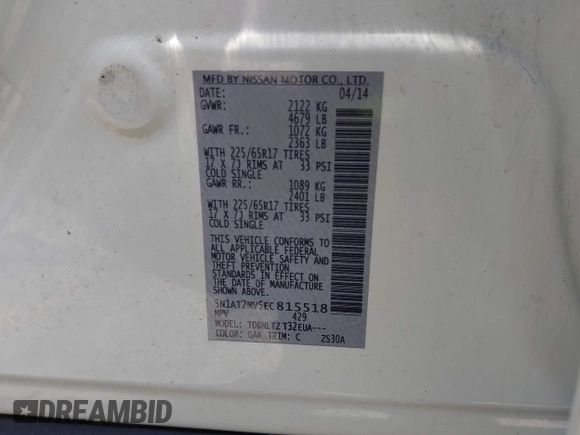 MFD BY NISSAN MOTOR CO., LTD.
DATE: 04/14
GVWR: 2122 KG
4679 LB
GAWR FR.: 1072 KG
2363 LB
WITH 225/65R17 TIRES
17 X 7J RIMS AT 33 PSI
COLD SINGLE
GAWR RR.: 1089 KG
2401 LB
WITH 225/65R17 TIRES
17 X 7J RIMS AT 33 PSI
COLD SINGLE
THIS VEHICLE CONFORMS TO
ALL APPLICABLE FEDERAL
MOTOR VEHICLE SAFETY AND
THEFT PREVENTION
STANDARDS IN EFFECT ON
THE DATE OF MANUFACTURE
SHOWN ABOVE.
5N1AT2MV5EC815518
MPV 429
MODEL: T32EUA---
COLOR: QAA TRIM: C ZS30A
DREAMBID